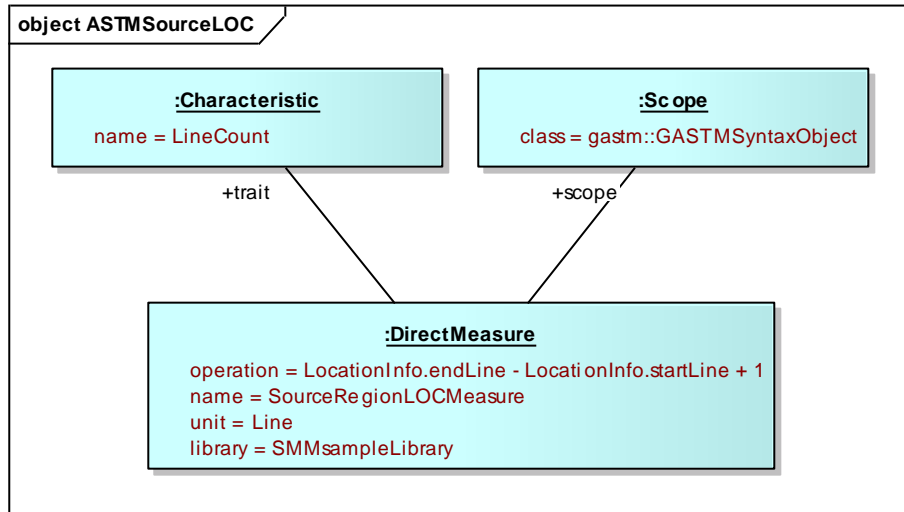 object ASTMSourceLOC
:Characteristic
name = LineCount
:Scope
class = gastm::GASTMSyntaxObject
+trait
+scope
:DirectMeasure
operation = LocationInfo.endLine - LocationInfo.startLine + 1
name = SourceRegionLOCMeasure
unit = Line
library = SMMsampleLibrary